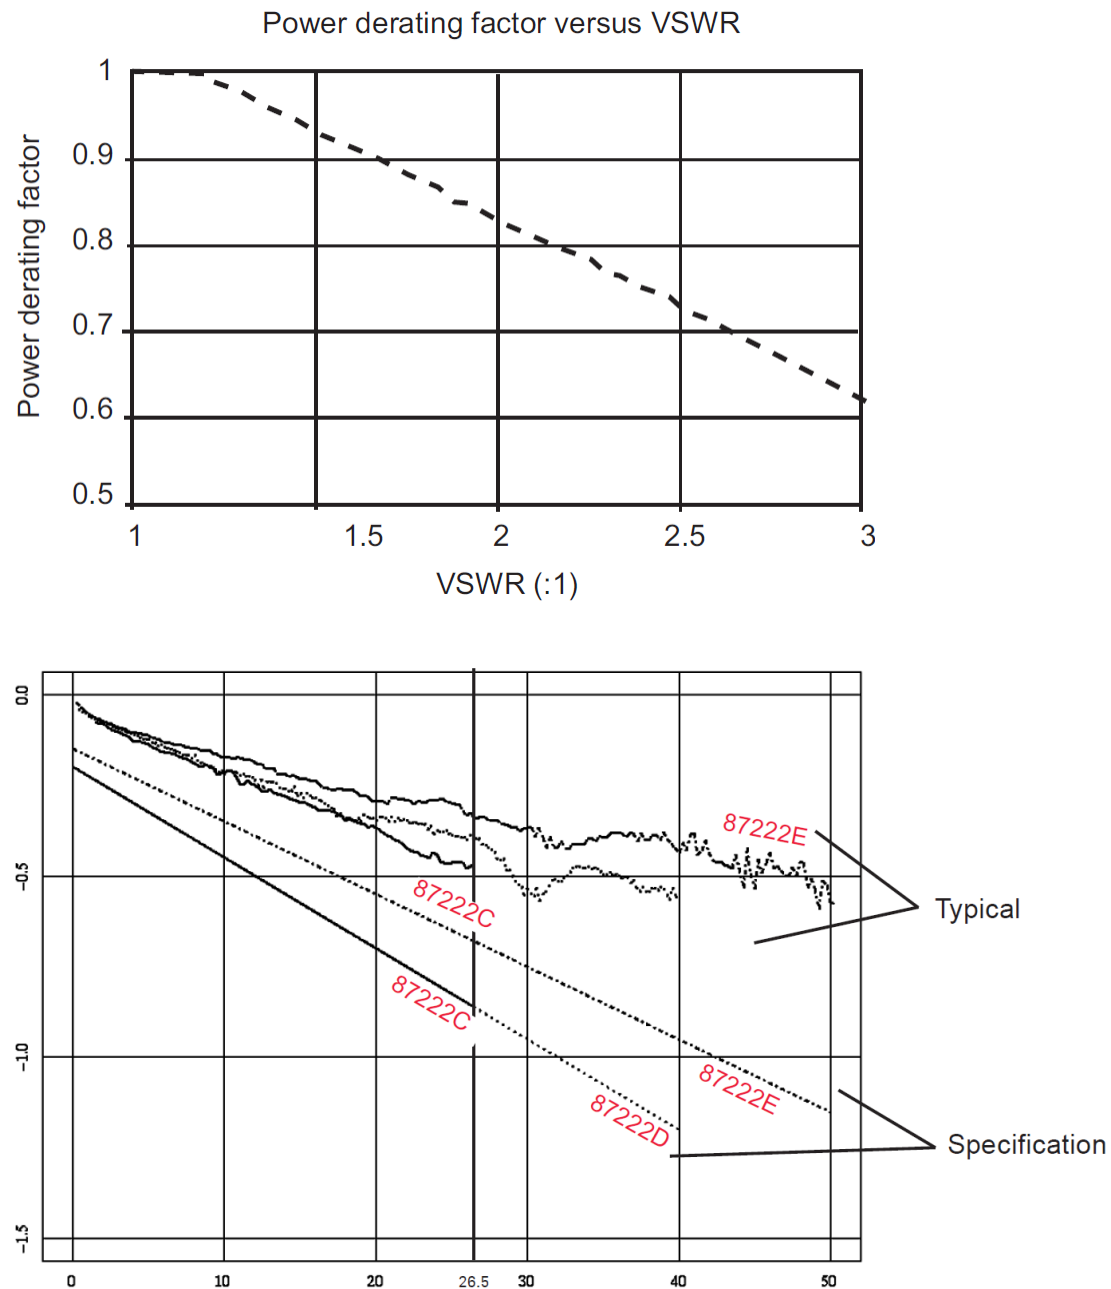 Power derating factor versus VSWR
1
0.9
0.8
0.7
0.6
0.5
Power derating factor
1 1.5 2 2.5 3
VSWR (:1)
0.0
-0.5
-1.0
-1.5
87222E
87222C
Typical
87222C
87222E
87222D
Specification
0 10 20 26.5 30 40 50